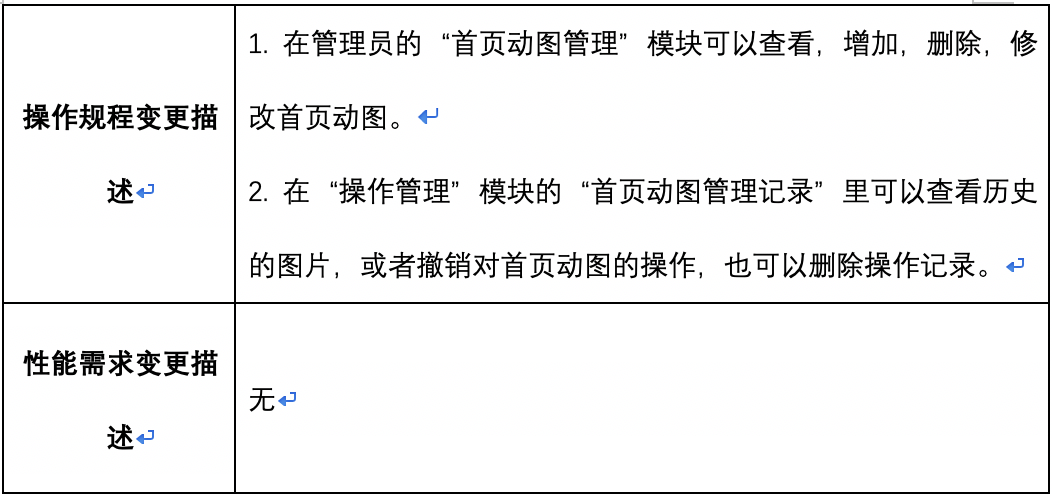 操作规程变更描
述
1. 在管理员的“首页动图管理”模块可以查看，增加，删除，修
改首页动图。
2. 在“操作管理”模块的“首页动图管理记录”里可以查看历史
的图片，或者撤销对首页动图的操作，也可以删除操作记录。
性能需求变更描
述
无